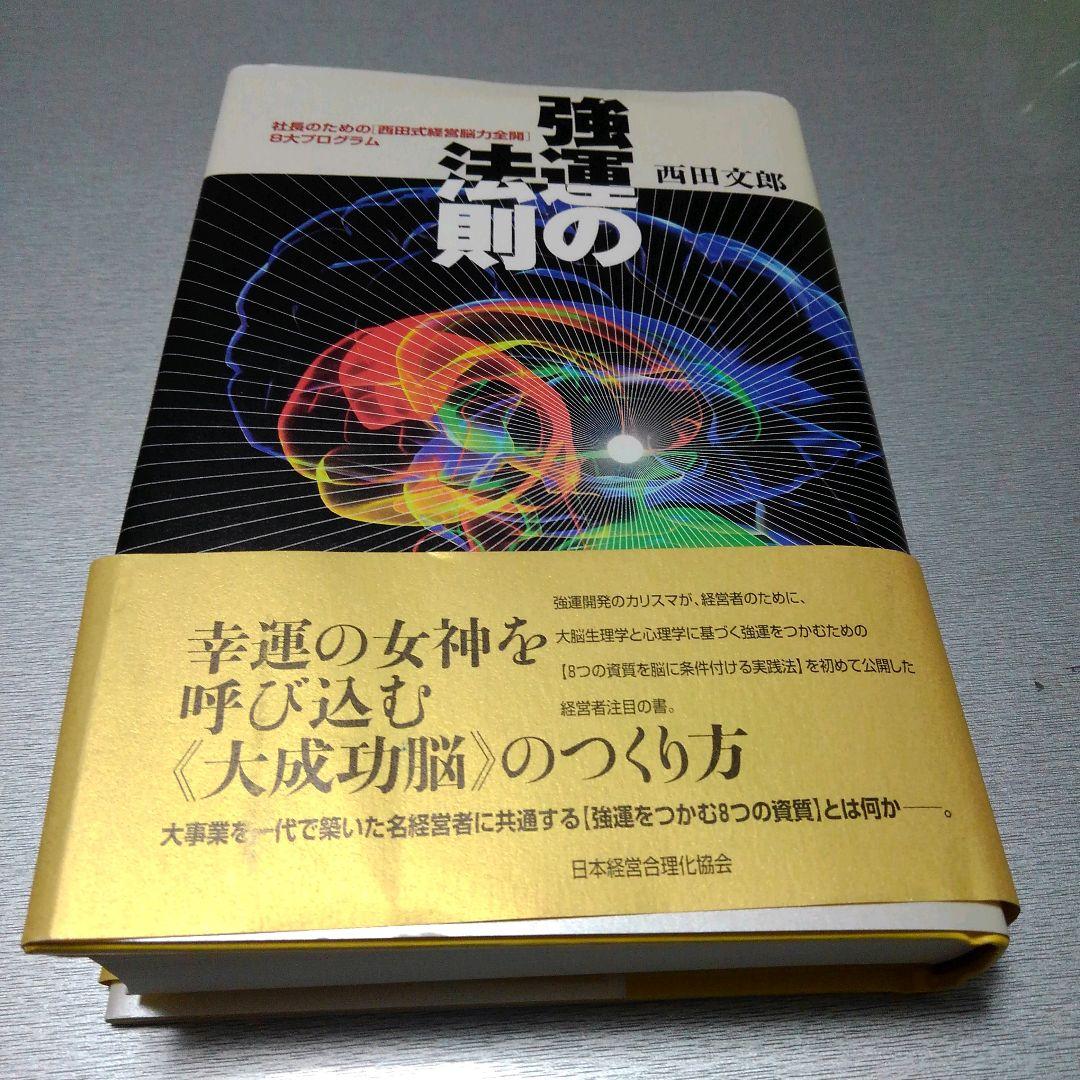 社長のための[西田式経営脳力全開]
8大プログラム
強運の
法則
西田文郎
幸運の女神を
呼び込む
《大成功脳》のつくり方
強運開発のカリスマが、経営者のために、
大脳生理学と心理学に基づく強運をつかむための
【8つの資質を脳に条件付ける実践法】を初めて公開した
経営者注目の書。
大事業を一代で築いた名経営者に共通する【強運をつかむ8つの資質】とは何か──。
日本経営合理化協会